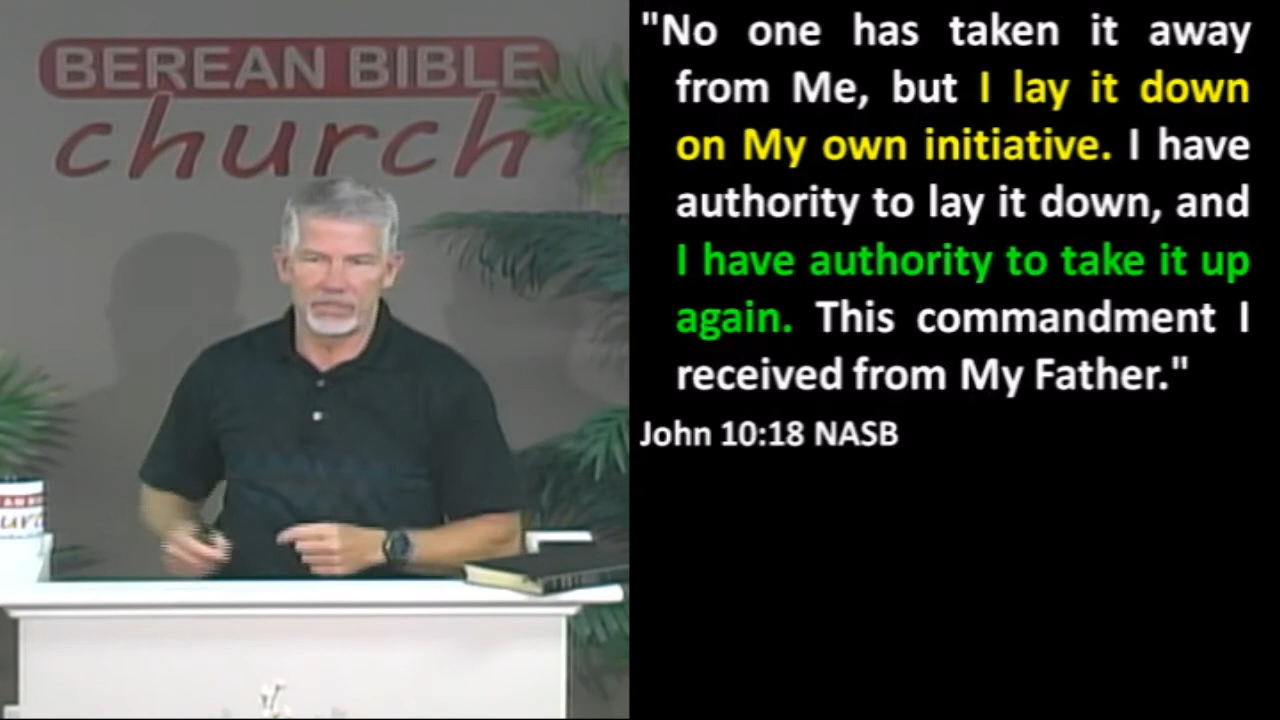 BEREAN BIBLE
church
"No one has taken it away
from Me, but I lay it down
on My own initiative. I have
authority to lay it down, and
I have authority to take it up
again. This commandment I
received from My Father."
John 10:18 NASB